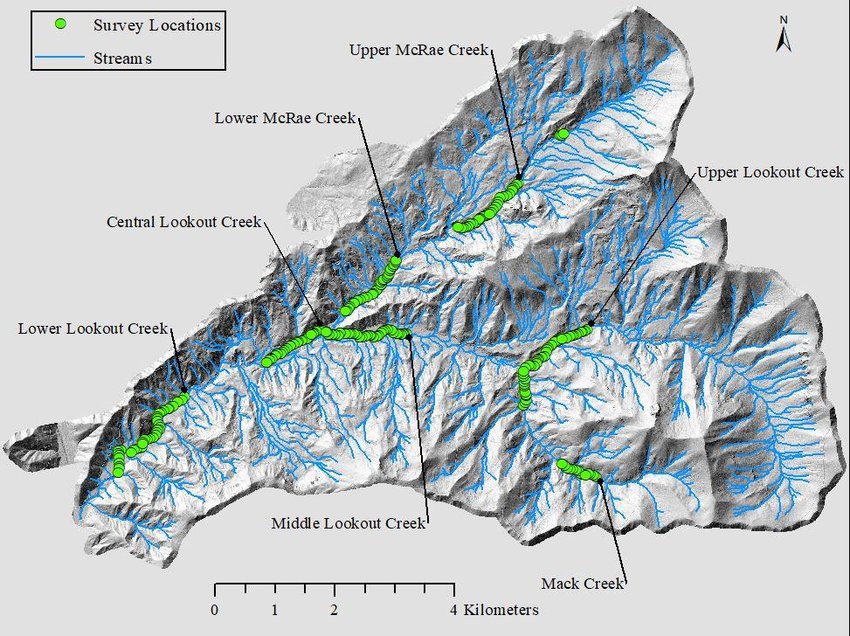 N
Survey Locations
Streams
Upper McRae Creek
Lower McRae Creek
Upper Lookout Creek
Central Lookout Creek
Lower Lookout Creek
Middle Lookout Creek
Mack Creek
0 1 2 4 Kilometers